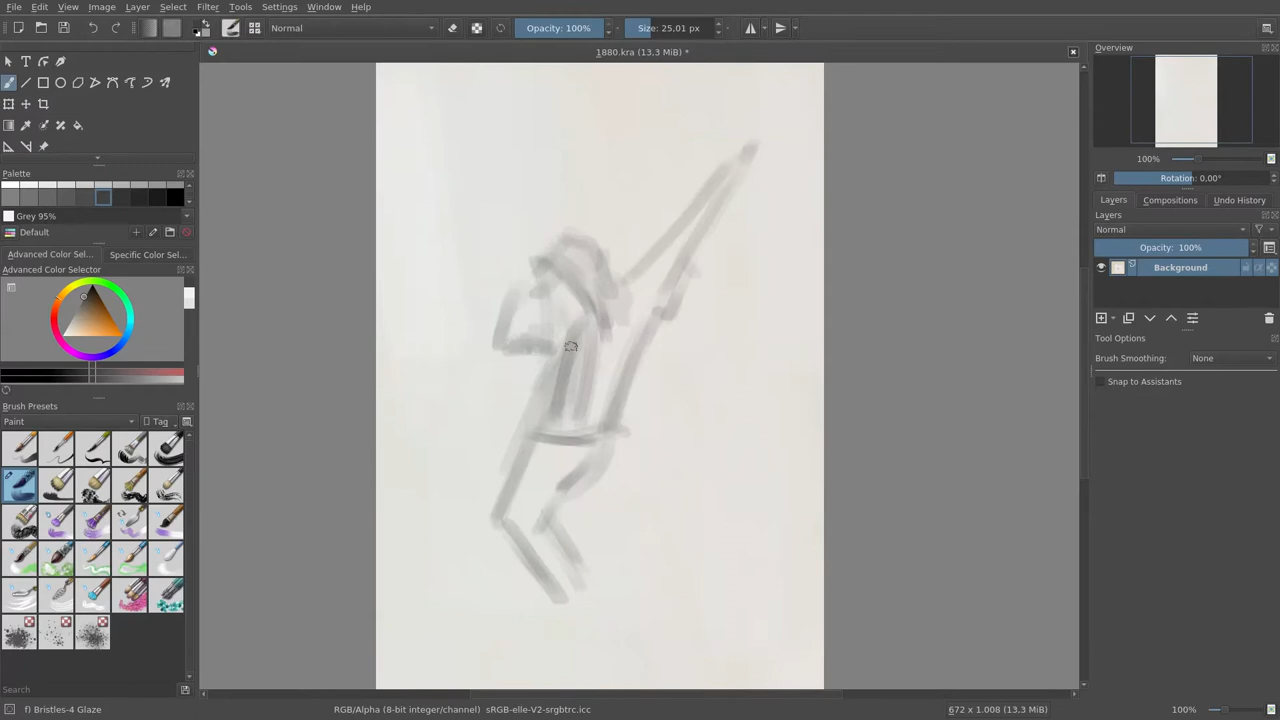 File Edit View Image Layer Select Filter Tools Settings Window Help
Normal Opacity: 100% Size: 25,01 px
1880.kra (13,3 MiB) *
Palette
Grey 95%
Default
Advanced Color Sel... Specific Color Sel...
Advanced Color Selector
Brush Presets
Paint Tag
Search
f) Bristles-4 Glaze
RGB/Alpha (8-bit integer/channel) sRGB-elle-V2-srgbtrc.icc
672 x 1.008 (13,3 MiB)
100%
Overview
100%
Rotation: 0,00°
Layers Compositions Undo History
Layers
Normal
Opacity: 100%
Background
Tool Options
Brush Smoothing: None
Snap to Assistants